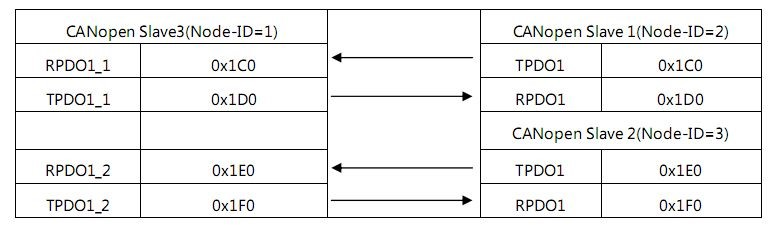 CANopen Slave3(Node-ID=1) CANopen Slave 1(Node-ID=2)
RPDO1_1 0x1C0 TPDO1 0x1C0
TPDO1_1 0x1D0 RPDO1 0x1D0
CANopen Slave 2(Node-ID=3)
RPDO1_2 0x1E0 TPDO1 0x1E0
TPDO1_2 0x1F0 RPDO1 0x1F0